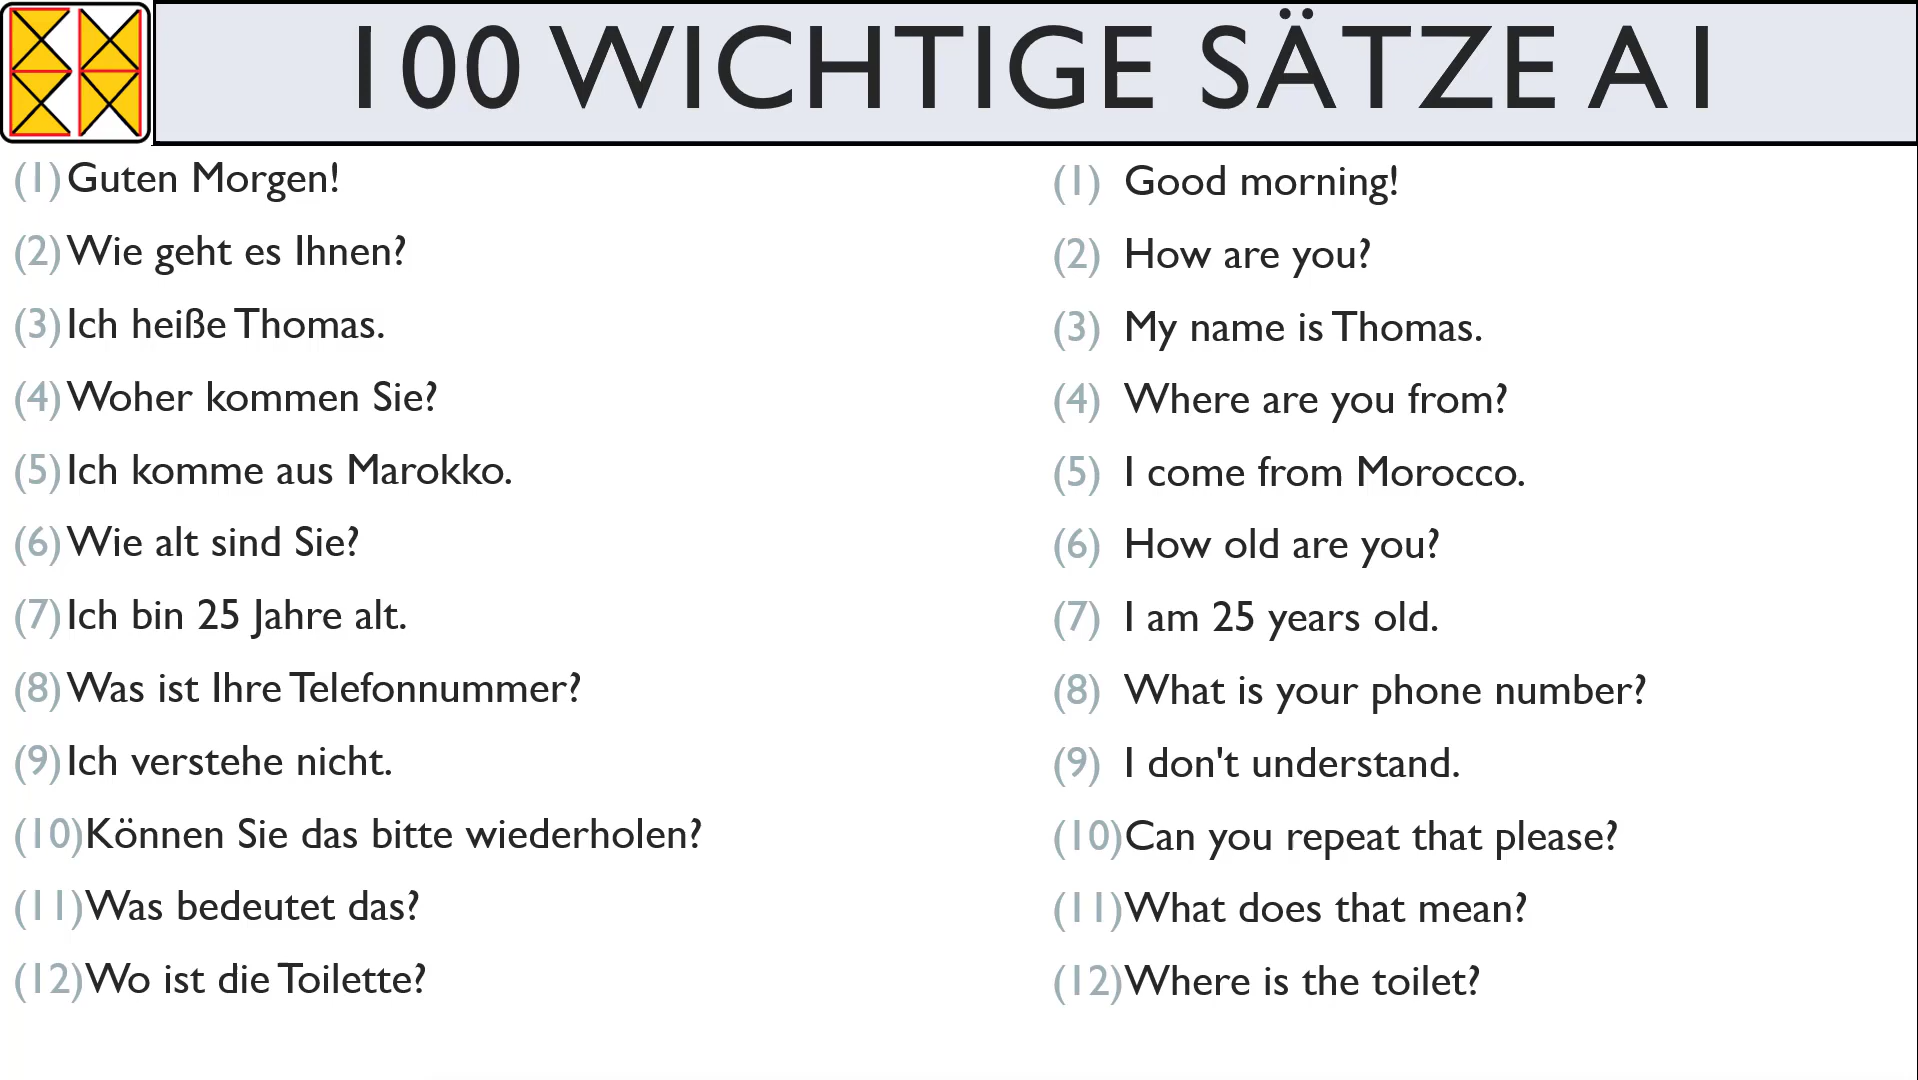 100 WICHTIGE SÄTZE A1
(1) Guten Morgen!
(2) Wie geht es Ihnen?
(3) Ich heiße Thomas.
(4) Woher kommen Sie?
(5) Ich komme aus Marokko.
(6) Wie alt sind Sie?
(7) Ich bin 25 Jahre alt.
(8) Was ist Ihre Telefonnummer?
(9) Ich verstehe nicht.
(10) Können Sie das bitte wiederholen?
(11) Was bedeutet das?
(12) Wo ist die Toilette?
(1) Good morning!
(2) How are you?
(3) My name is Thomas.
(4) Where are you from?
(5) I come from Morocco.
(6) How old are you?
(7) I am 25 years old.
(8) What is your phone number?
(9) I don't understand.
(10) Can you repeat that please?
(11) What does that mean?
(12) Where is the toilet?